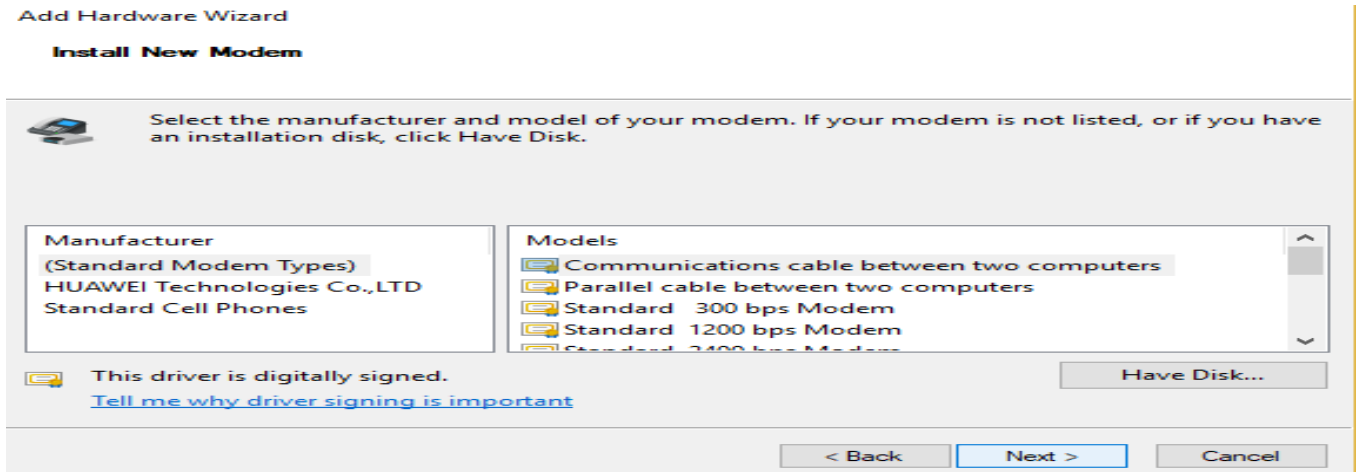 Add Hardware Wizard
Install New Modem
Select the manufacturer and model of your modem. If your modem is not listed, or if you have
an installation disk, click Have Disk.
Manufacturer
(Standard Modem Types)
HUAWEI Technologies Co.,LTD
Standard Cell Phones
Models
Communications cable between two computers
Parallel cable between two computers
Standard 300 bps Modem
Standard 1200 bps Modem
Standard 2400 bps Modem
This driver is digitally signed.
Tell me why driver signing is important
Have Disk...
< Back
Next >
Cancel